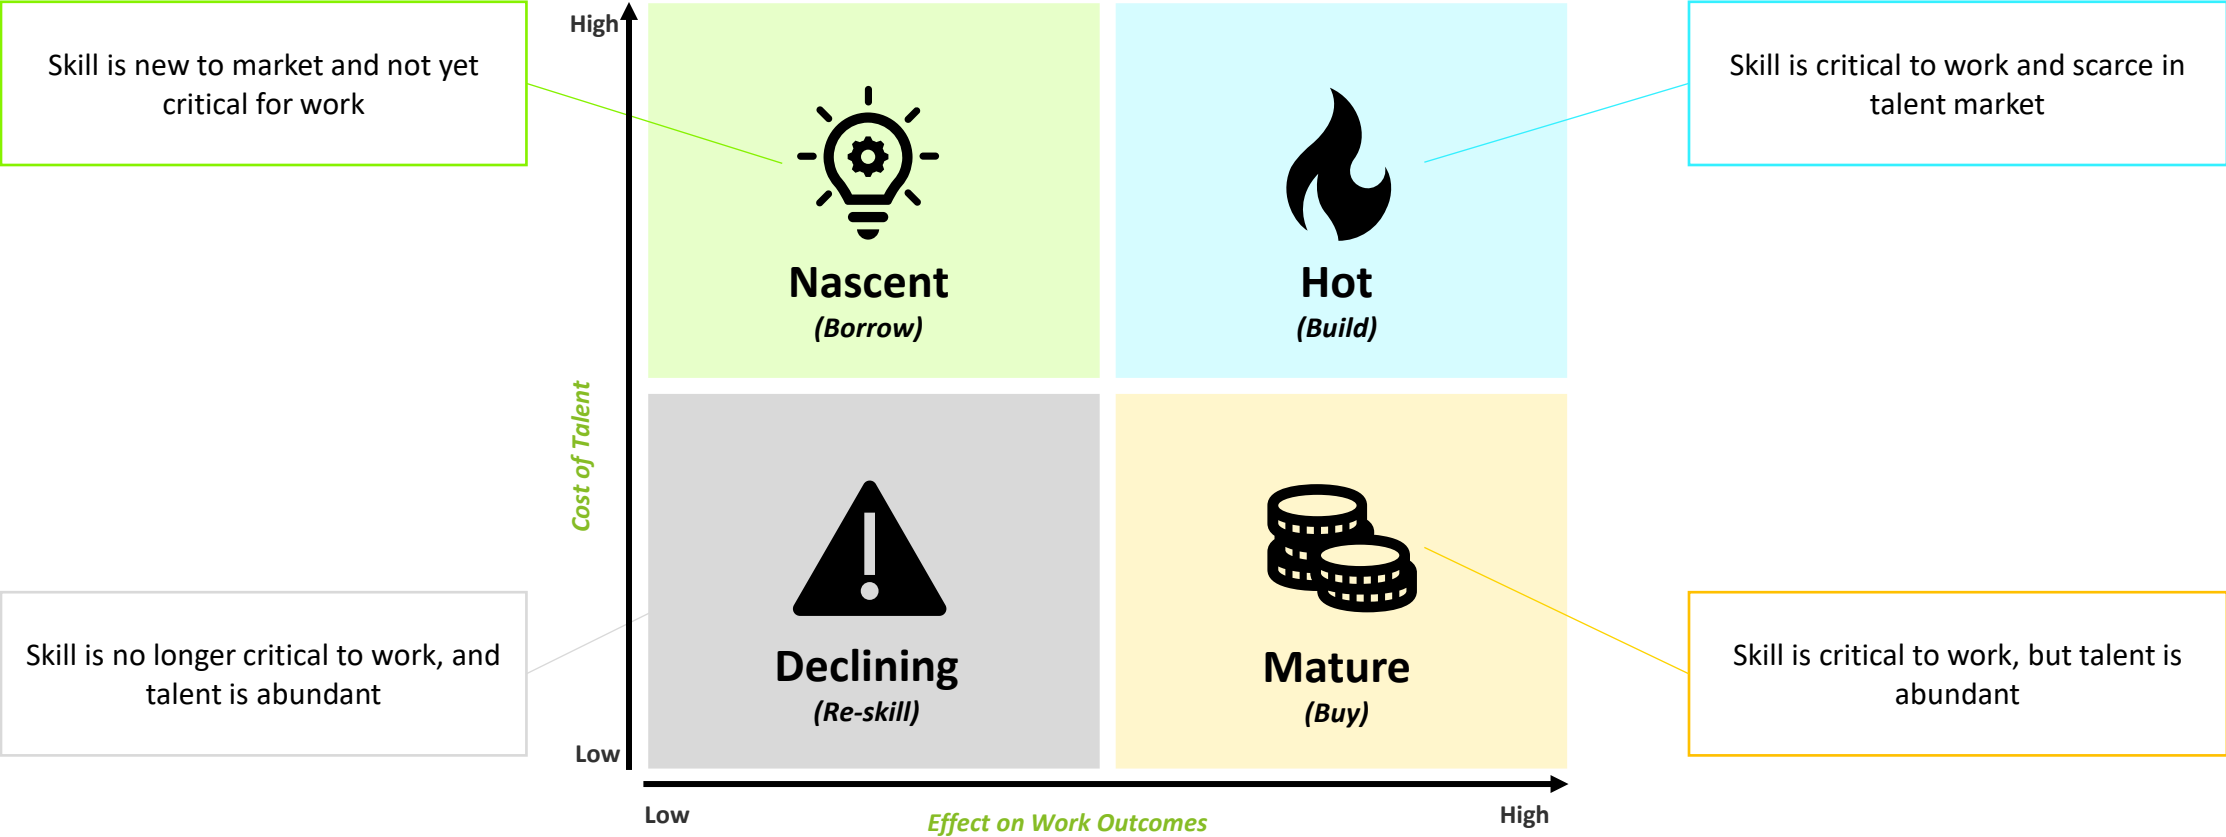 High
Skill is new to market and not yet
critical for work
Skill is critical to work and scarce in
talent market
Nascent
(Borrow)
Hot
(Build)
Cost of Talent
Skill is no longer critical to work, and
talent is abundant
Declining
(Re-skill)
Mature
(Buy)
Skill is critical to work, but talent is
abundant
Low
Low
Effect on Work Outcomes
High